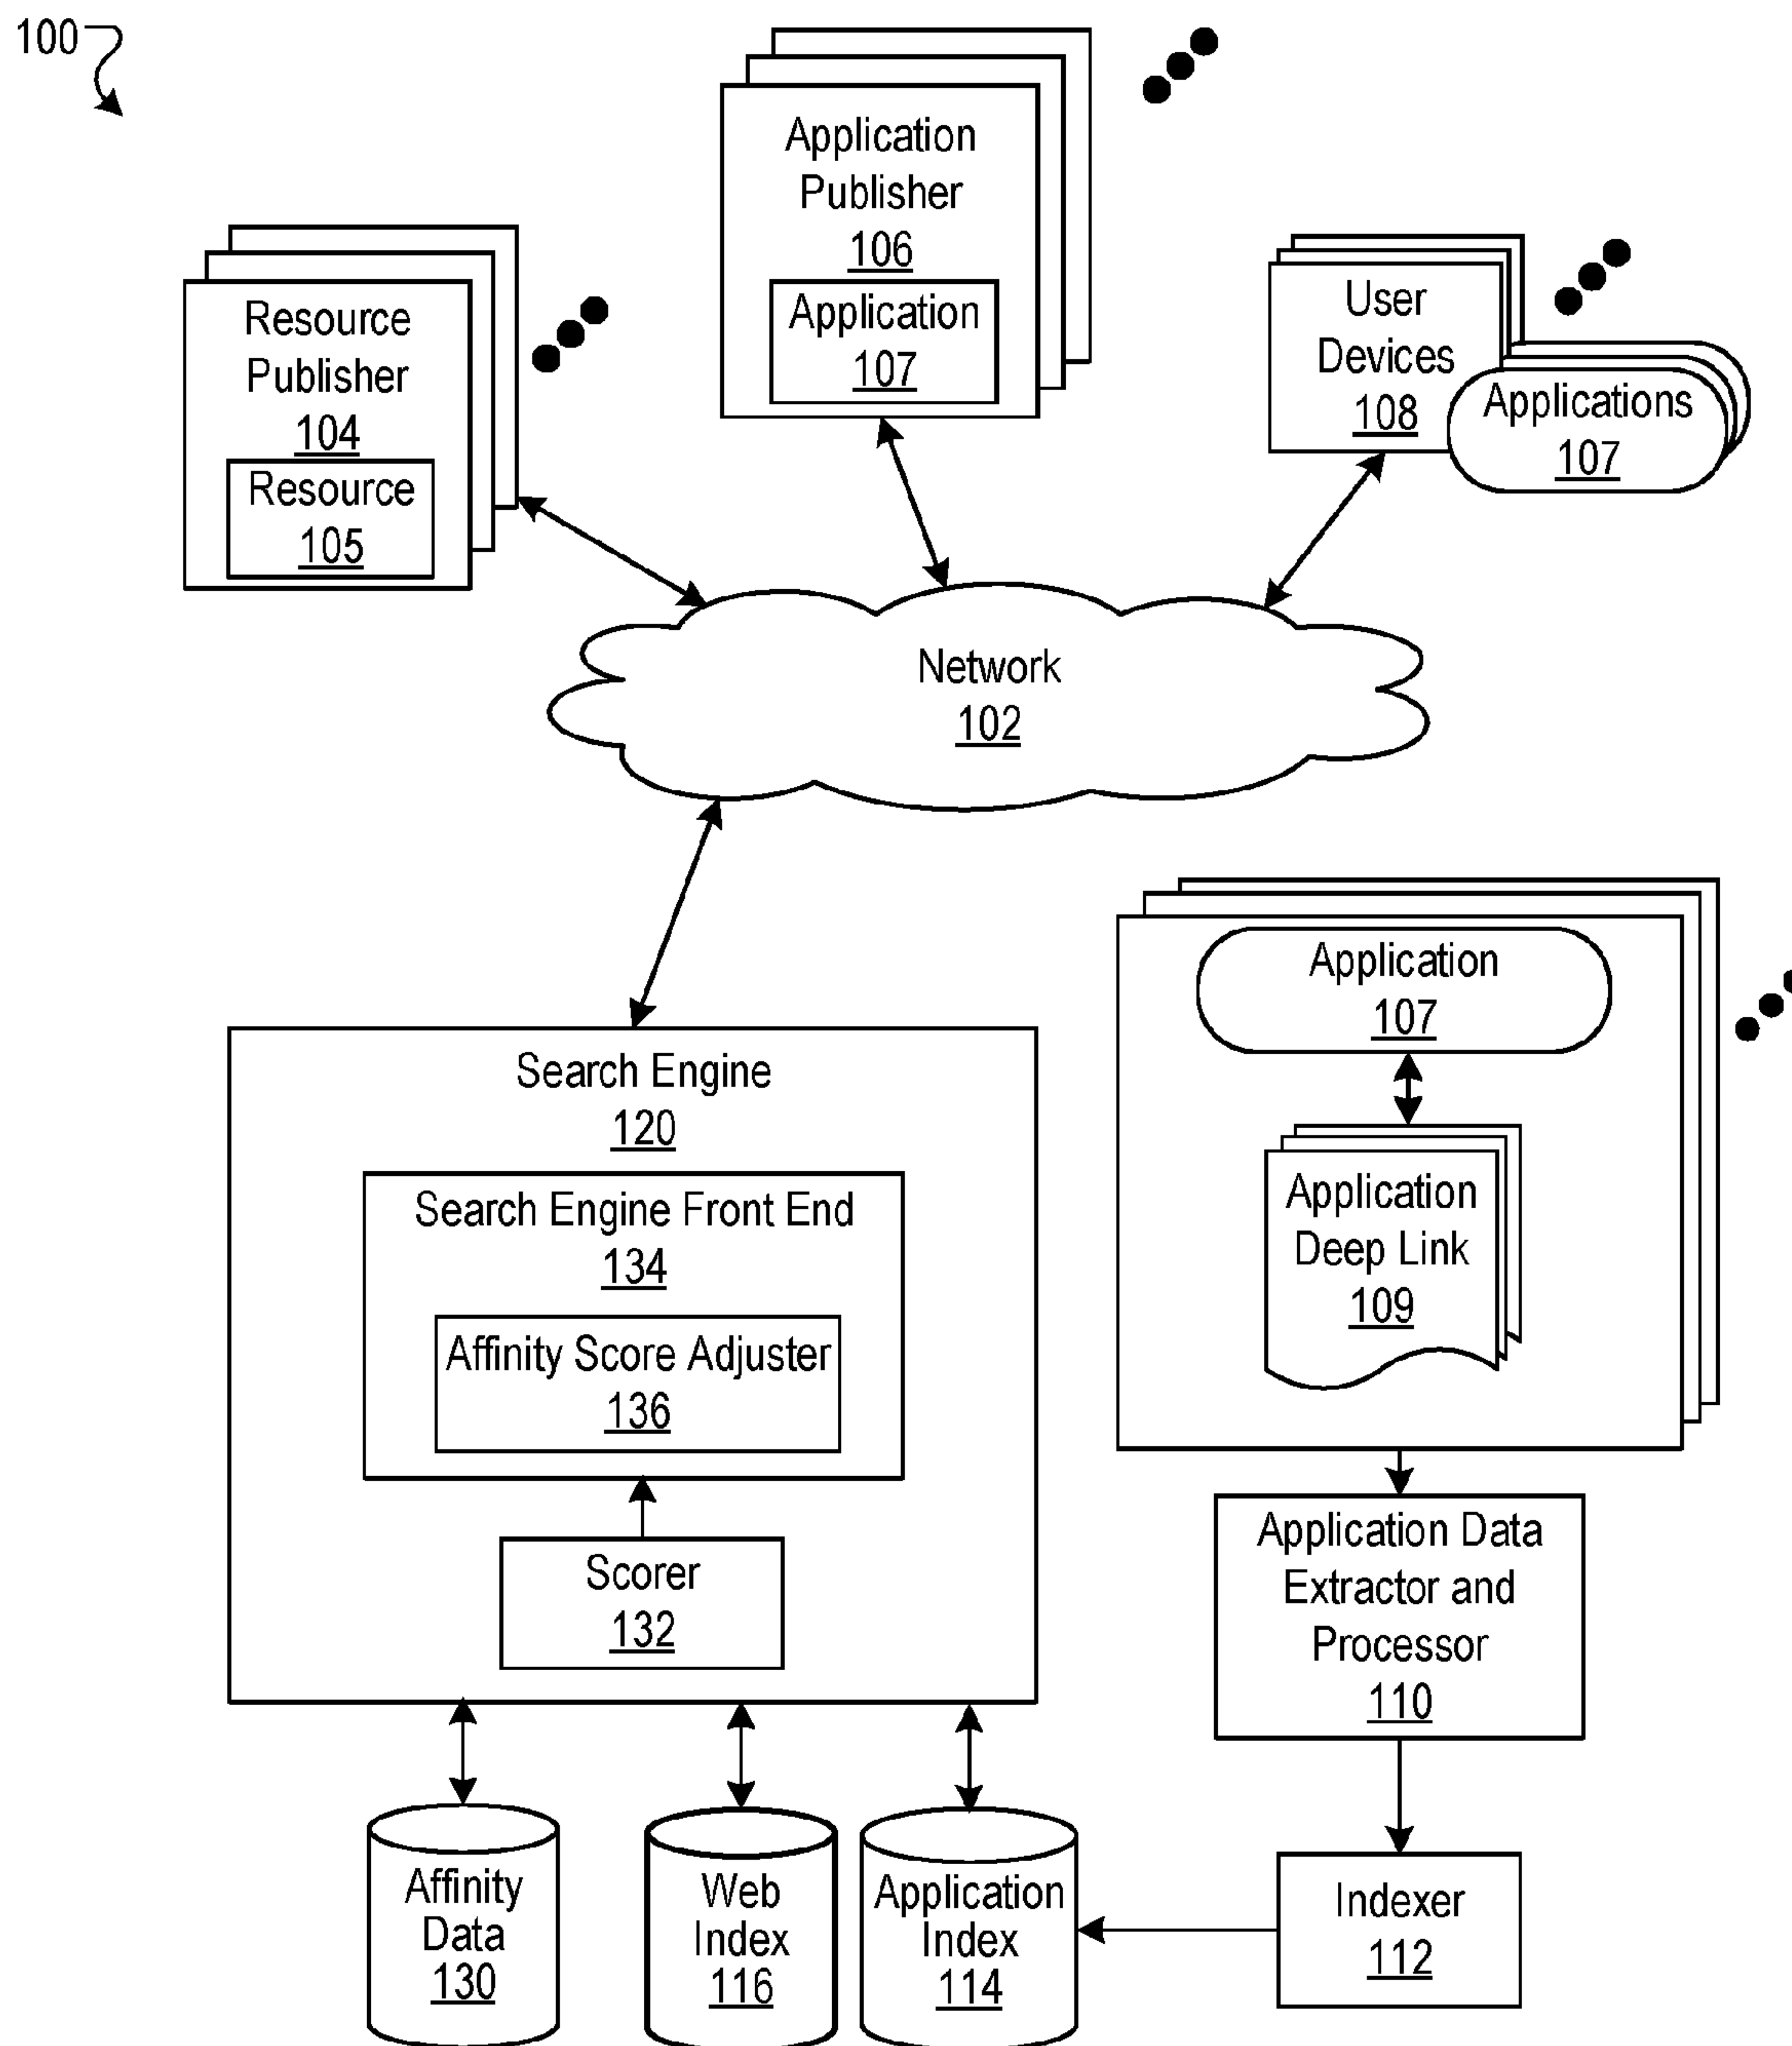 100
Application
Publisher
106
Application
107
Resource
Publisher
104
Resource
105
User
Devices
108
Applications
107
Network
102
Search Engine
120
Search Engine Front End
134
Affinity Score Adjuster
136
Scorer
132
Application
107
Application
Deep Link
109
Application Data
Extractor and
Processor
110
Affinity
Data
130
Web
Index
116
Application
Index
114
Indexer
112